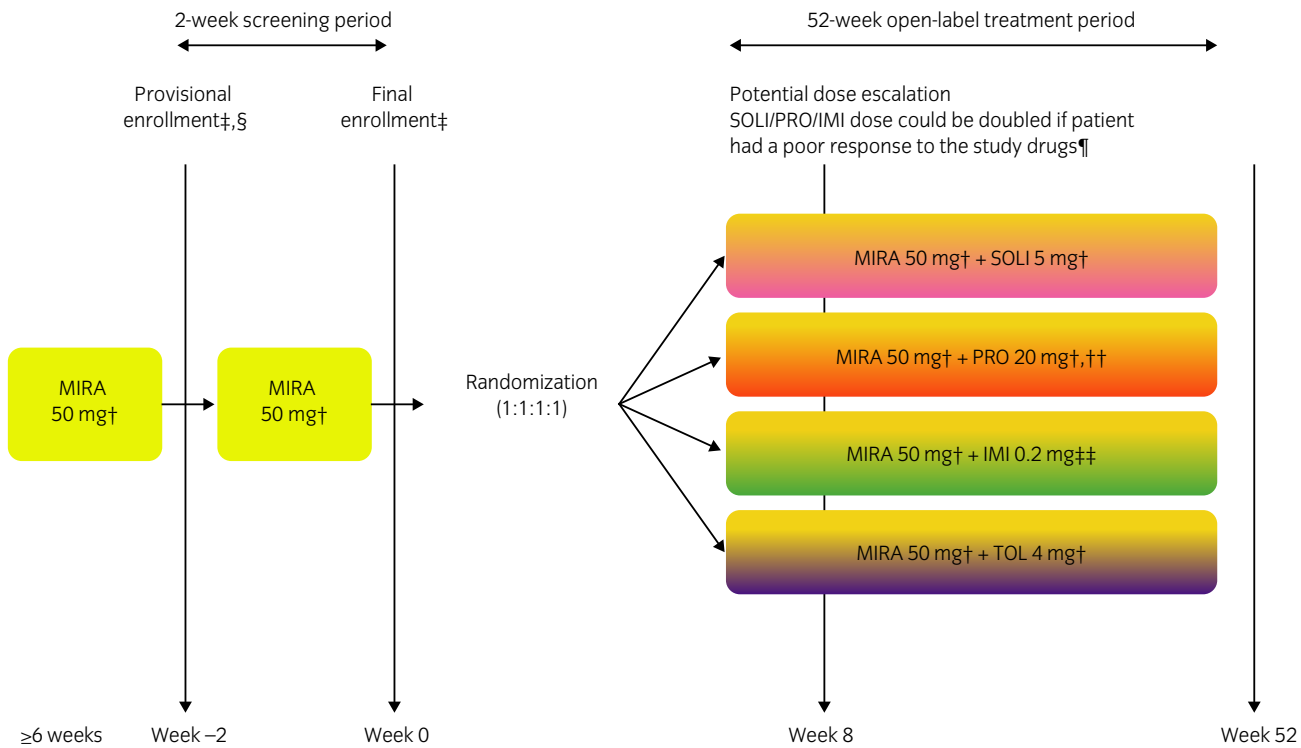 2-week screening period
52-week open-label treatment period
Provisional
enrollment‡,§
Final
enrollment‡
Potential dose escalation
SOLI/PRO/IMI dose could be doubled if patient
had a poor response to the study drugs¶
MIRA
50 mg†
MIRA
50 mg†
Randomization
(1:1:1:1)
MIRA 50 mg† + SOLI 5 mg†
MIRA 50 mg† + PRO 20 mg†,††
MIRA 50 mg† + IMI 0.2 mg‡‡
MIRA 50 mg† + TOL 4 mg†
≥6 weeks
Week –2
Week 0
Week 8
Week 52